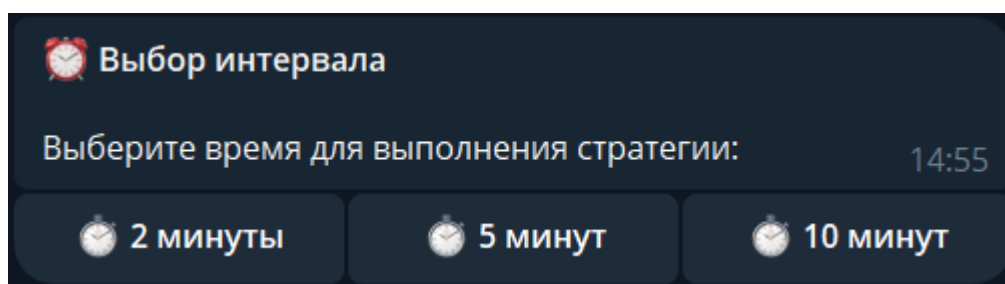 ⏰ Выбор интервала
Выберите время для выполнения стратегии:
14:55
⏱ 2 минуты ⏱ 5 минут ⏱ 10 минут